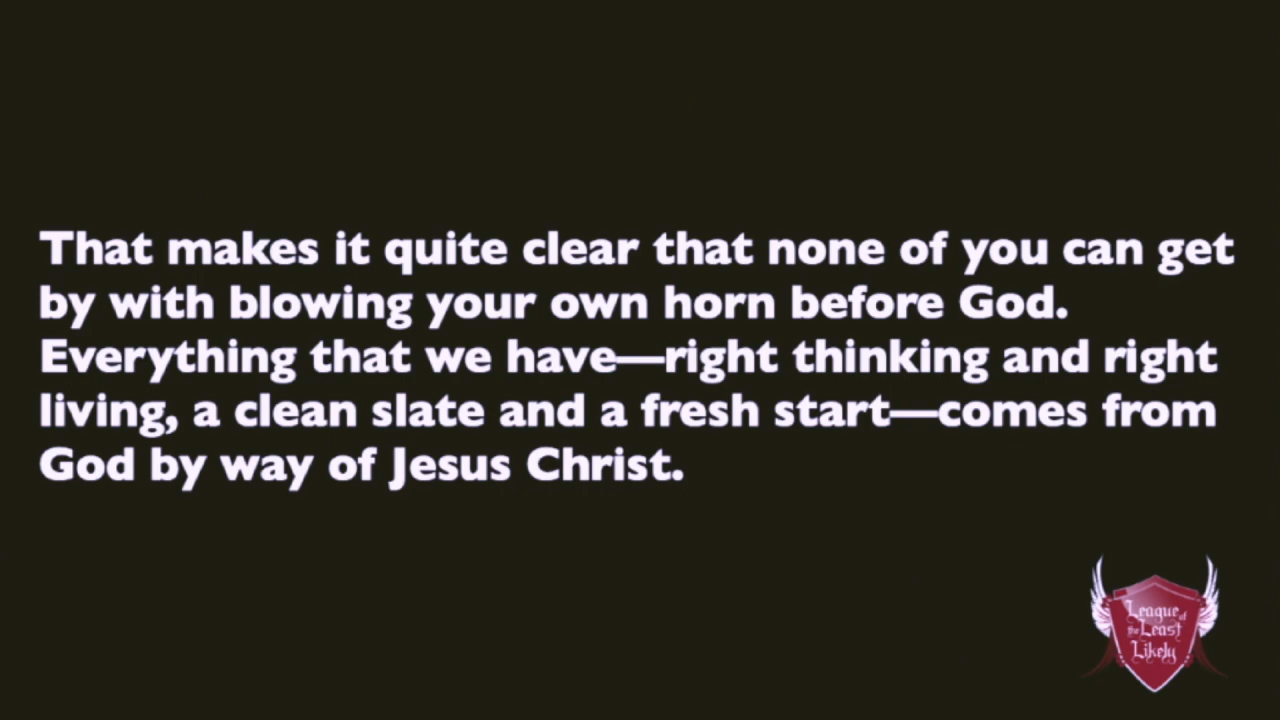 That makes it quite clear that none of you can get
by with blowing your own horn before God.
Everything that we have—right thinking and right
living, a clean slate and a fresh start—comes from
God by way of Jesus Christ.
League of
the Least
Likely